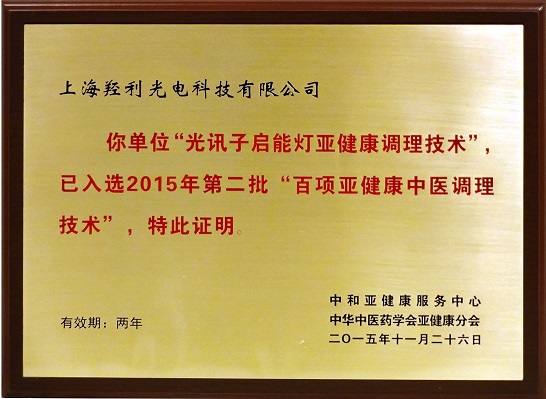 上海羟利光电科技有限公司
你单位“光讯子启能灯亚健康调理技术”，
已入选2015年第二批“百项亚健康中医调理
技术”，特此证明。
中和亚健康服务中心
有效期：两年
中华中医药学会亚健康分会
二〇一五年十一月二十六日